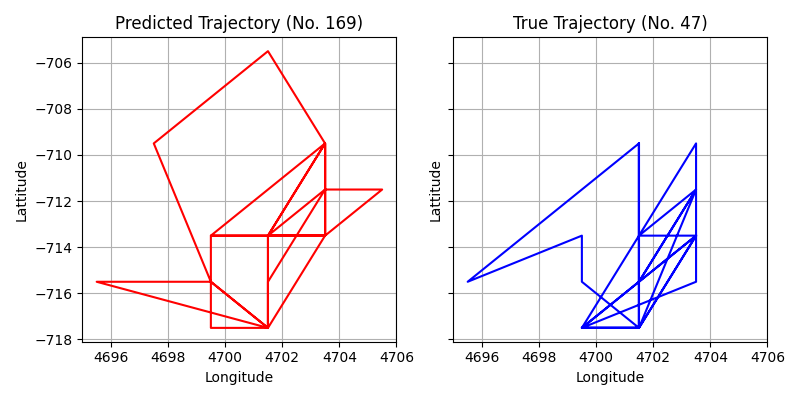 Predicted Trajectory (No. 169)
True Trajectory (No. 47)
−706
−708
−710
−712
−714
−716
−718
Lattitude
Lattitude
4696 4698 4700 4702 4704 4706
4696 4698 4700 4702 4704 4706
Longitude
Longitude